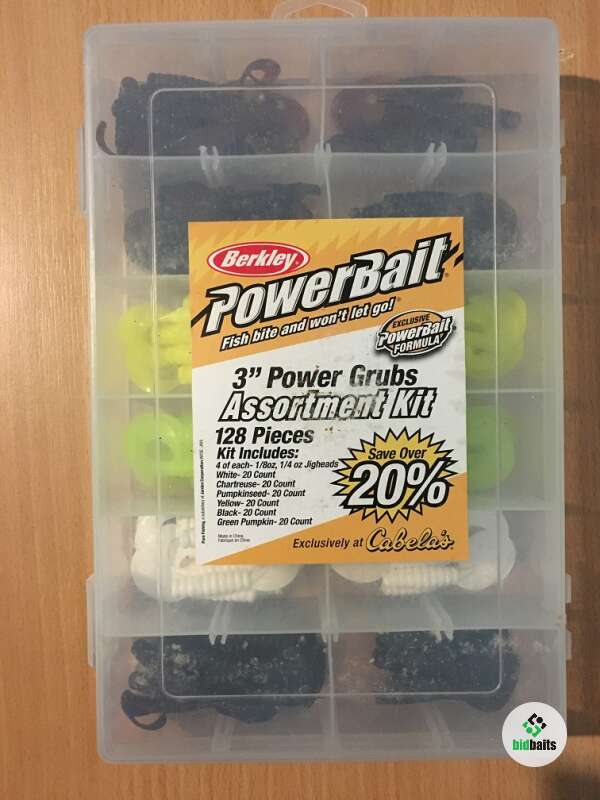 Berkley
PowerBait
Fish bite and won't let go!
EXCLUSIVE
PowerBait
FORMULA
3" Power Grubs
Assortment Kit
128 Pieces
Kit Includes:
4 of each- 1/8oz, 1/4 oz Jigheads
White- 20 Count
Chartreuse- 20 Count
Pumpkinseed- 20 Count
Yellow- 20 Count
Black- 20 Count
Green Pumpkin- 20 Count
Save Over
20%
Made in China
Fabriqué en Chine
Exclusively at Cabela's
bidbaits